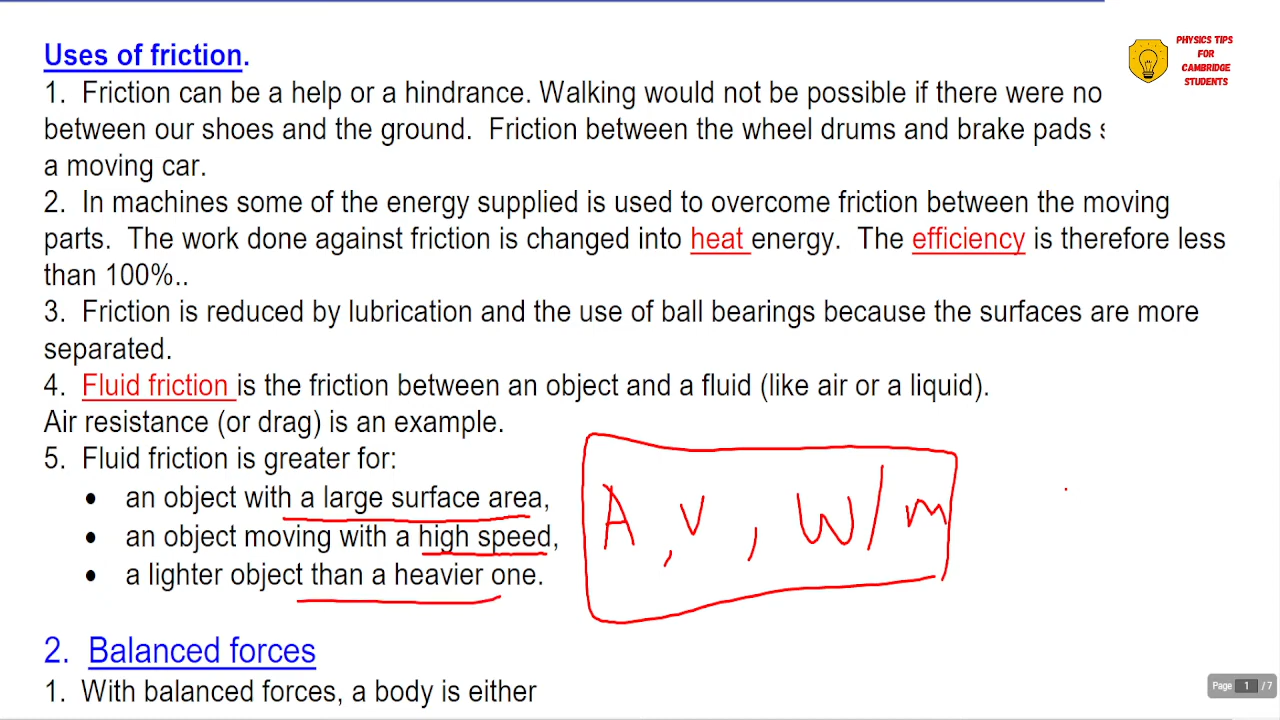 PHYSICS TIPS
FOR
CAMBRIDGE
STUDENTS
Uses of friction.
1. Friction can be a help or a hindrance. Walking would not be possible if there were no
between our shoes and the ground. Friction between the wheel drums and brake pads
a moving car.
2. In machines some of the energy supplied is used to overcome friction between the moving
parts. The work done against friction is changed into heat energy. The efficiency is therefore less
than 100%..
3. Friction is reduced by lubrication and the use of ball bearings because the surfaces are more
separated.
4. Fluid friction is the friction between an object and a fluid (like air or a liquid).
Air resistance (or drag) is an example.
5. Fluid friction is greater for:
• an object with a large surface area,
• an object moving with a high speed,
• a lighter object than a heavier one.
A, v, W/m
2. Balanced forces
1. With balanced forces, a body is either
Page 1 / 7